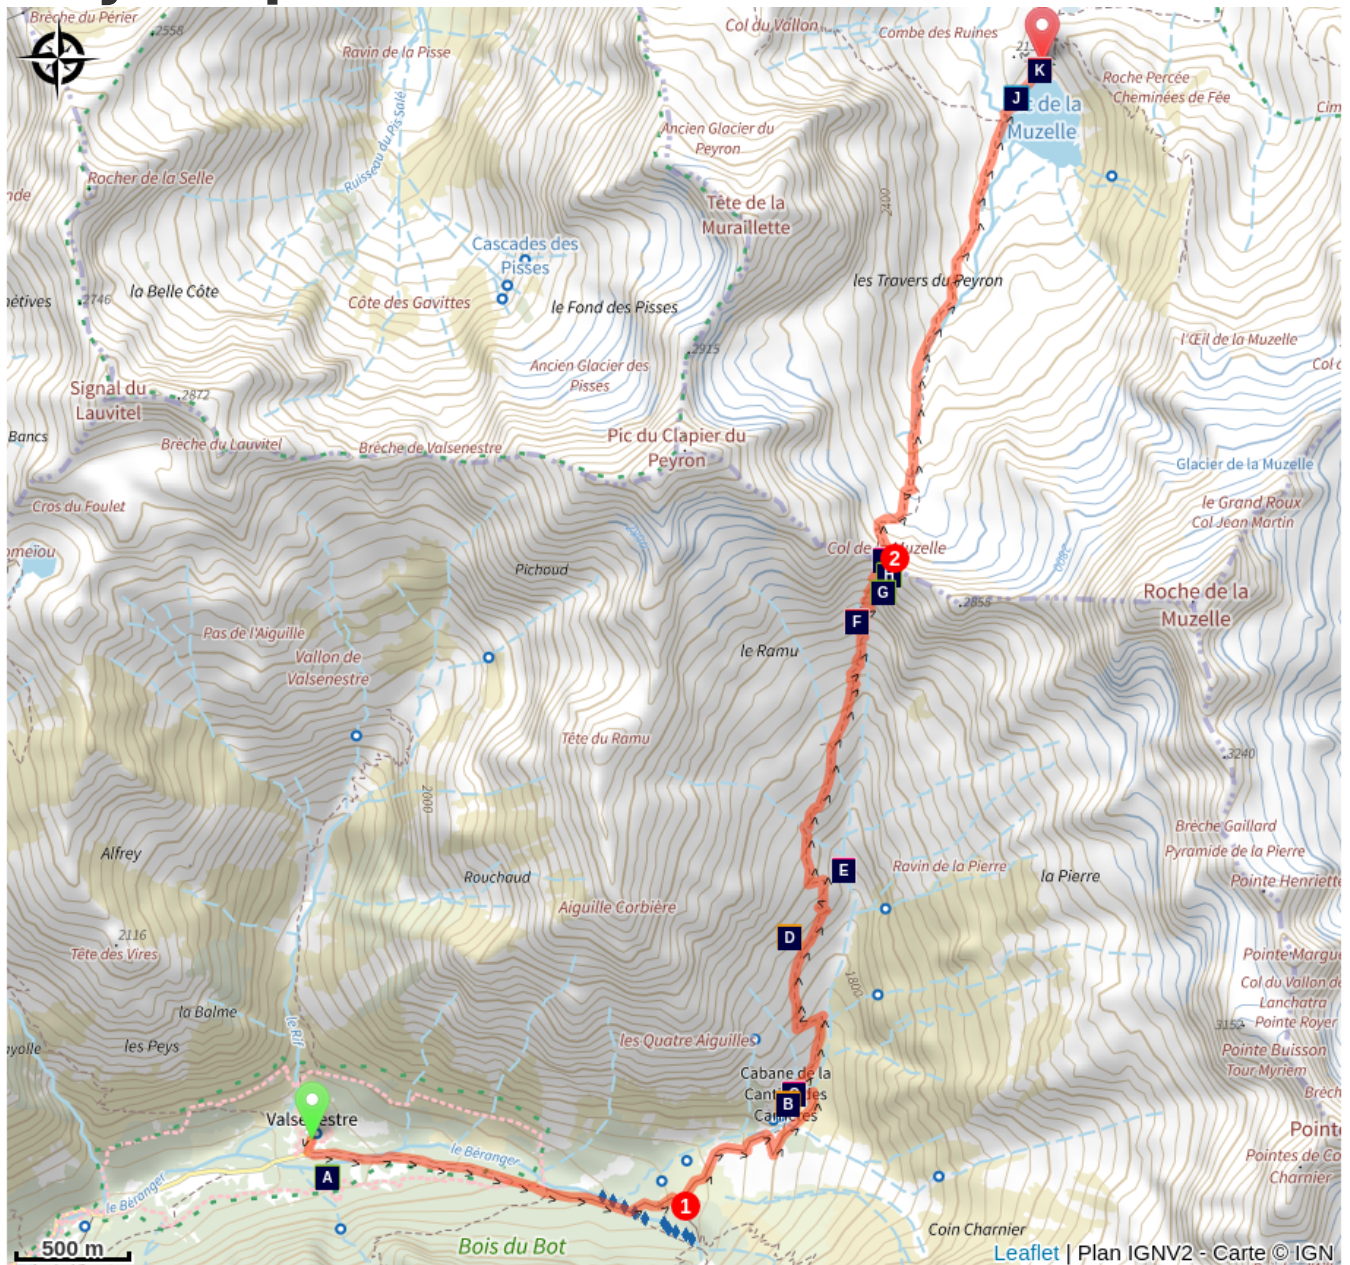 Brèche du Périer
2558
Ravin de la Pisse
Col du Vallon
Combe des Ruines
K
Roche Percée
Cheminées de Fée
J
de la
Muzelle
Ruisseau du Pis Salé
Ancien Glacier du
Peyron
Rocher de la Selle
2400
Tête de la
Muraillette
Cascades des
Pisses
la Belle Côte
2746
Côte des Gavittes
le Fond des Pisses
les Travers du Peyron
l'Œil de la Muzelle
2915
Ancien Glacier des
Pisses
Signal du
Lauvitel
2872
Bancs
Brèche du Lauvitel
Brèche de Valsenestre
Pic du Clapier du
Peyron
Glacier de la Muzelle
Cros du Foulet
le Grand Roux
Col Jean Martin
Col de
Muzelle
2
2800
Pichoud
G
2855
Roche de la
Muzelle
F
Pas de l'Aiguille
Vallon de
Valsenestre
le Ramu
Tête du Ramu
3240
2000
Brèche Gaillard
Alfrey
Pyramide de la Pierre
E
Ravin de la Pierre
la Pierre
Rouchaud
Pointe Henriette
Aiguille Corbière
D
2116
Tête des Vires
1800
la Balme
le Rif
3152
Pointe Royer
les Quatre Aiguilles
les Peys
Pointe Buisson
Tour Myriem
Cabane de la
B
Valsenestre
le Béranger
A
le Béranger
1
Charnier
Coin Charnier
Bois du Bot
500 m
Leaflet | Plan IGNV2 - Carte © IGN